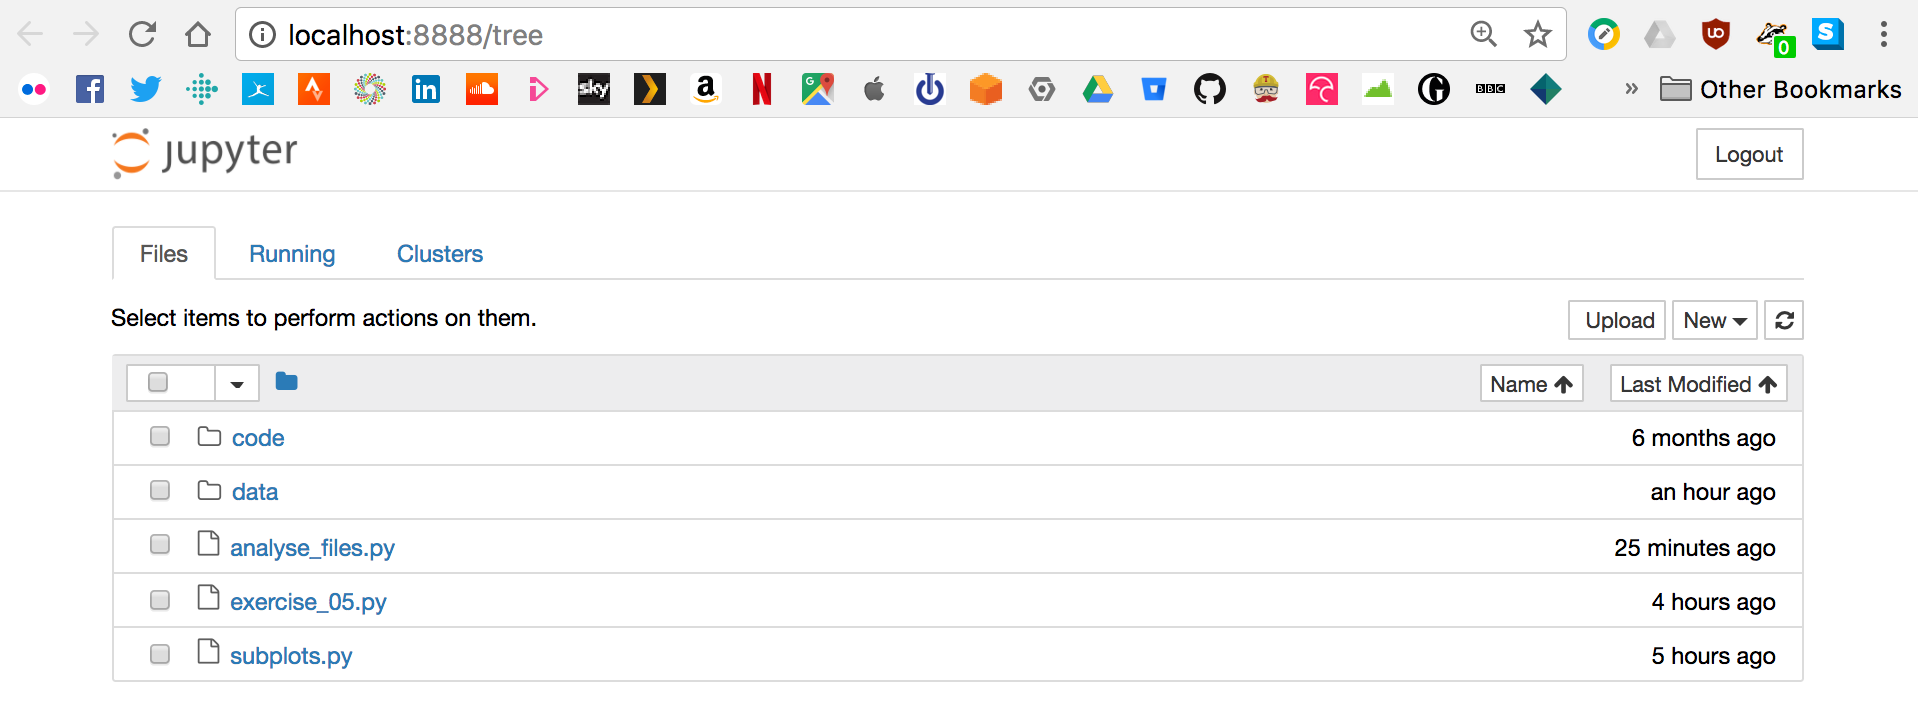 localhost:8888/tree
0
S
in
sky
a
N
G
BBC
» Other Bookmarks
jupyter
Logout
Files Running Clusters
Select items to perform actions on them.
Upload New
Name Last Modified
code 6 months ago
data an hour ago
analyse_files.py 25 minutes ago
exercise_05.py 4 hours ago
subplots.py 5 hours ago